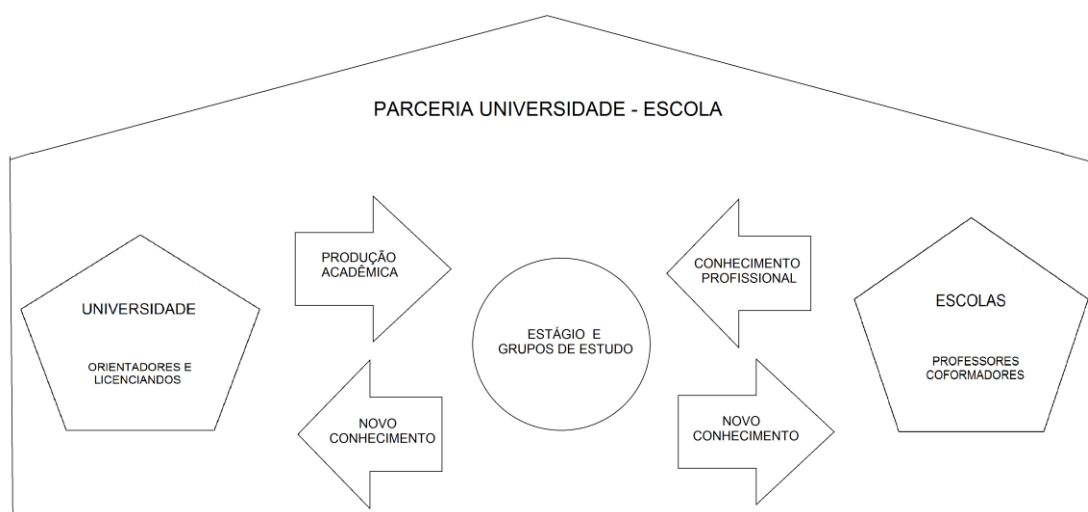 PARCERIA UNIVERSIDADE - ESCOLA
UNIVERSIDADE
ORIENTADORES E
LICENCIANDOS
PRODUÇÃO
ACADÊMICA
NOVO
CONHECIMENTO
ESTÁGIO E
GRUPOS DE ESTUDO
CONHECIMENTO
PROFISSIONAL
NOVO
CONHECIMENTO
ESCOLAS
PROFESSORES
COFORMADORES